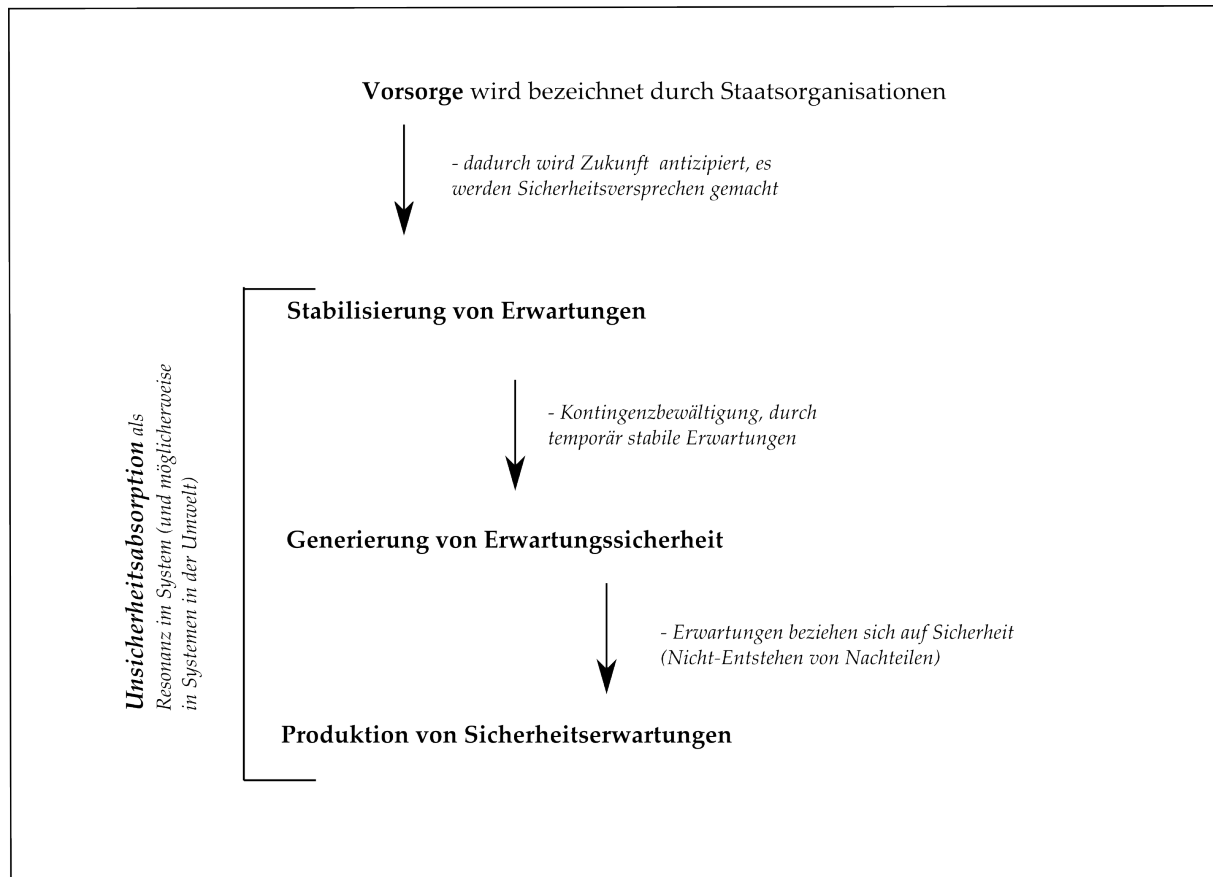 Vorsorge wird bezeichnet durch Staatsorganisationen
- dadurch wird Zukunft antizipiert, es
werden Sicherheitsversprechen gemacht
Stabilisierung von Erwartungen
- Kontingenzbewältigung, durch
temporär stabile Erwartungen
Generierung von Erwartungssicherheit
- Erwartungen beziehen sich auf Sicherheit
(Nicht-Entstehen von Nachteilen)
Produktion von Sicherheitserwartungen
Unsicherheitsabsorption als
Resonanz im System (und möglicherweise
in Systemen in der Umwelt)